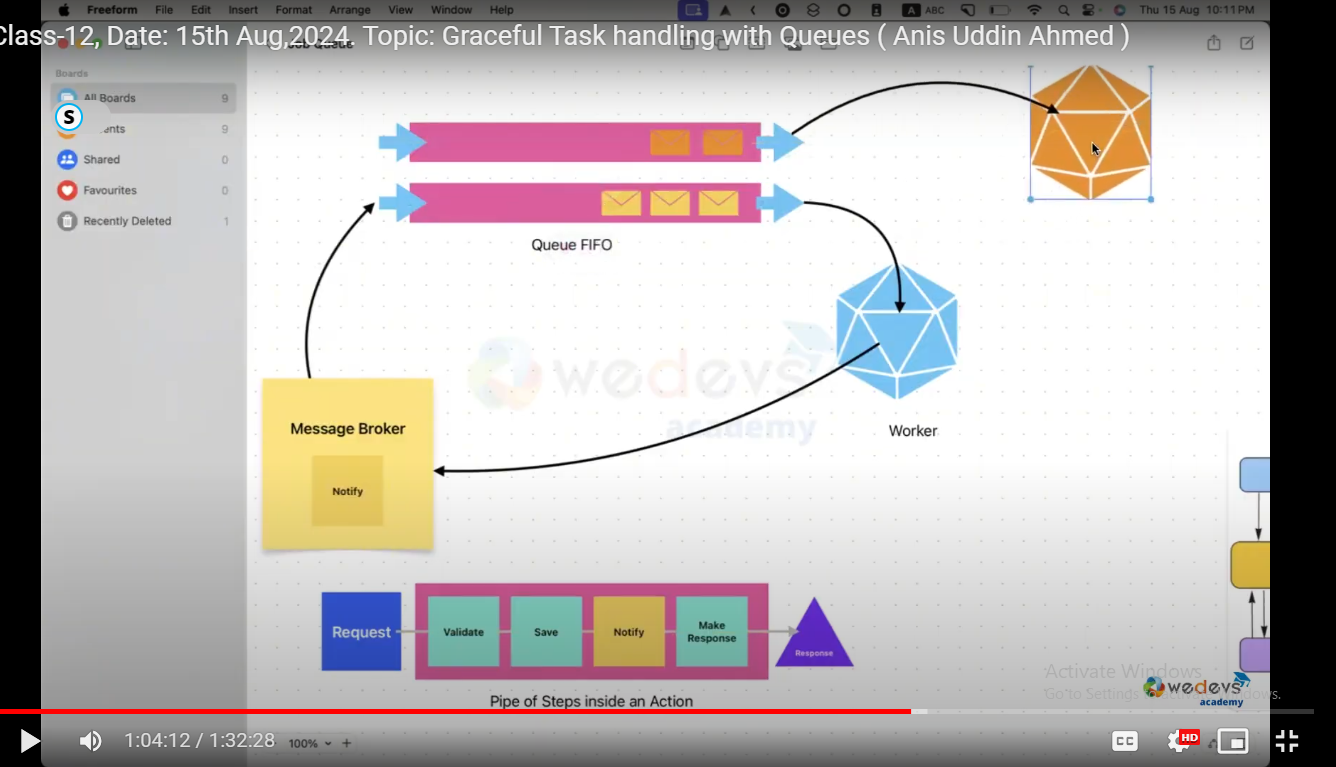 Freeform File Edit Insert Format Arrange View Window Help
A ABC
Thu 15 Aug 10:11 PM
Class-12, Date: 15th Aug,2024. Topic: Graceful Task handling with Queues ( Anis Uddin Ahmed )
Boards
All Boards 9
S
9
Shared 0
Favourites 0
Recently Deleted 1
Queue FIFO
wedevs
academy
Worker
Message Broker
Notify
Request
Validate
Save
Notify
Make
Response
Response
Pipe of Steps inside an Action
Activate Windows
Go to Settings
wedevs
academy
1:04:12 / 1:32:28
100%
CC
HD